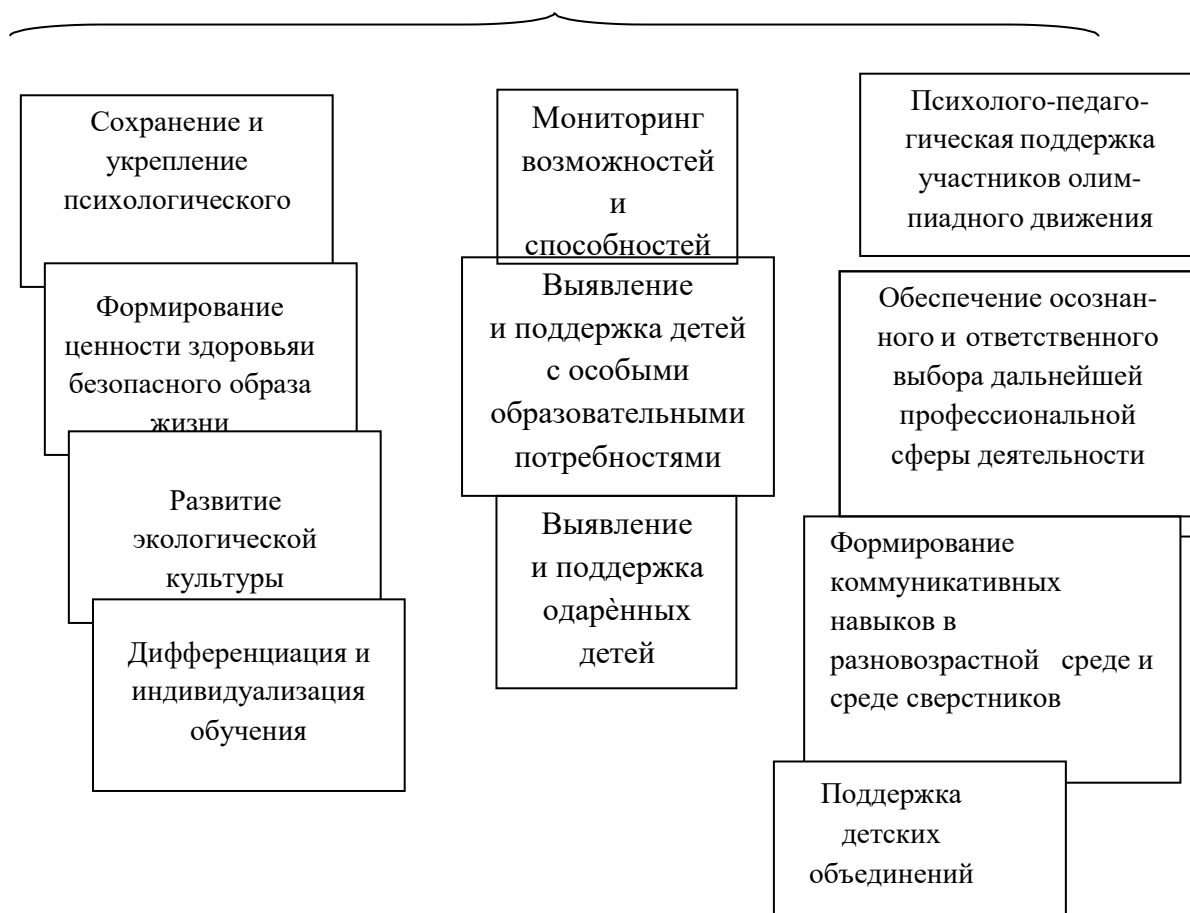 Сохранение и
укрепление
психологического
Формирование
ценности здоровьяи
безопасного образа
жизни
Развитие
экологической
культуры
Дифференциация и
индивидуализация
обучения
Мониторинг
возможностей
и
способностей
Выявление
и поддержка детей
с особыми
образовательными
потребностями
Выявление
и поддержка
одарѐнных
детей
Психолого-педаго-
гическая поддержка
участников олим-
пиадного движения
Обеспечение осознан-
ного и ответственного
выбора дальнейшей
профессиональной
сферы деятельности
Формирование
коммуникативных
навыков в
разновозрастной среде и
среде сверстников
Поддержка
детских
объединений